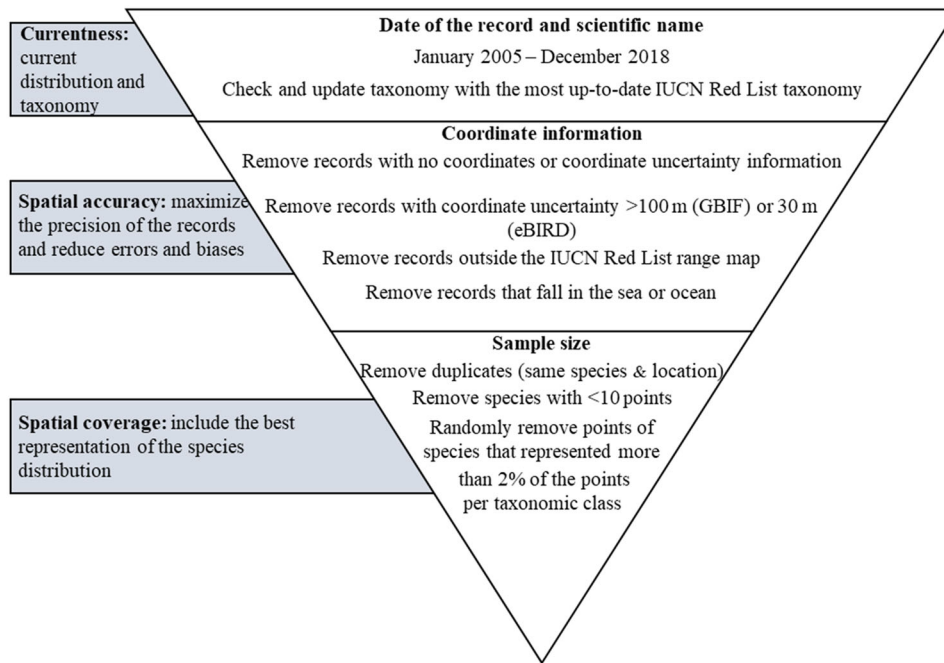 Currentness:
current
distribution and
taxonomy
Date of the record and scientific name
January 2005 – December 2018
Check and update taxonomy with the most up-to-date IUCN Red List taxonomy
Spatial accuracy: maximize
the precision of the records
and reduce errors and biases
Coordinate information
Remove records with no coordinates or coordinate uncertainty information
Remove records with coordinate uncertainty >100 m (GBIF) or 30 m
(eBIRD)
Remove records outside the IUCN Red List range map
Remove records that fall in the sea or ocean
Spatial coverage: include the best
representation of the species
distribution
Sample size
Remove duplicates (same species & location)
Remove species with <10 points
Randomly remove points of
species that represented more
than 2% of the points
per taxonomic class